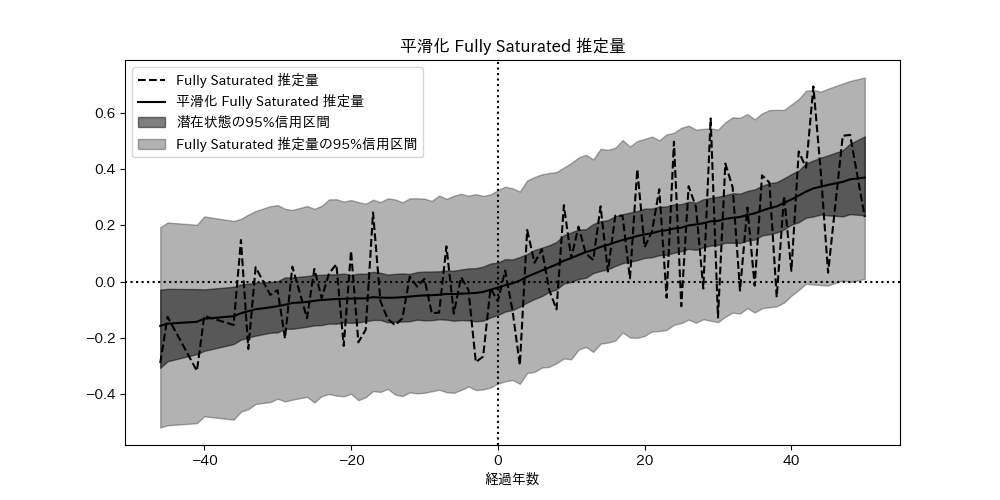 平滑化 Fully Saturated 推定量
Fully Saturated 推定量
平滑化 Fully Saturated 推定量
潜在状態の95%信用区間
Fully Saturated 推定量の95%信用区間
0.6
0.4
0.2
0.0
−0.2
−0.4
−40 −20 0 20 40
経過年数